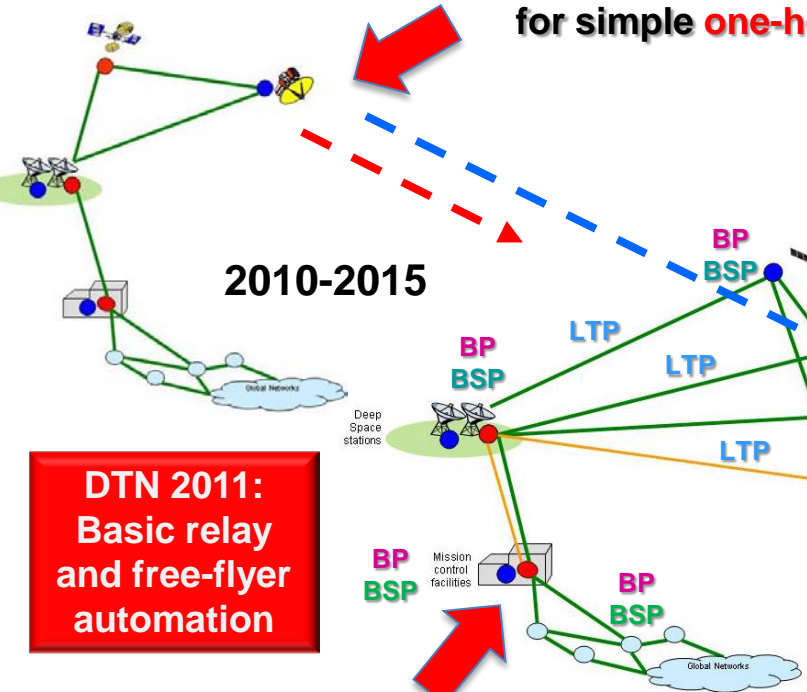 for simple one-h
2010-2015
Global Networks
DTN 2011:
Basic relay
and free-flyer
automation
BP
BSP
LTP
BP
BSP
LTP
LTP
Deep
Space
stations
BP
BSP
Mission
control
facilities
BP
BSP
Global Networks